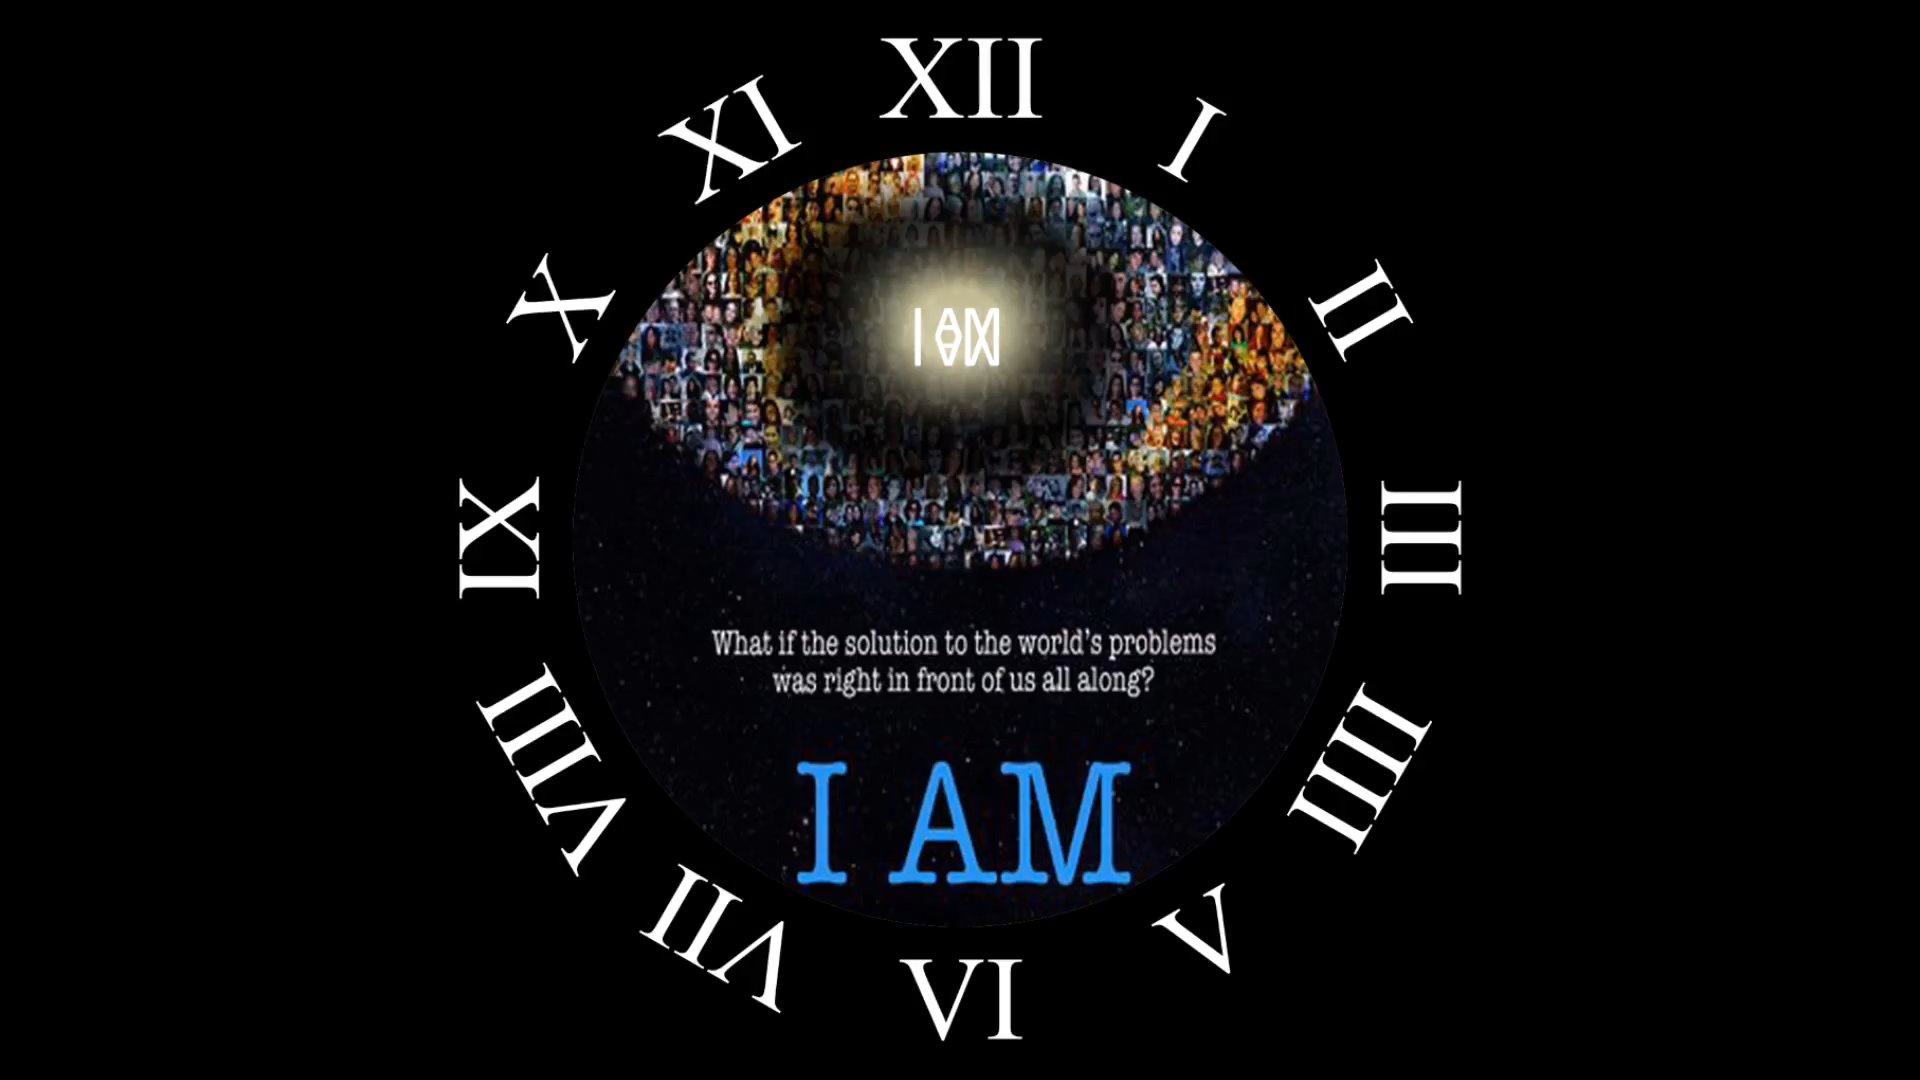 XII
I
II
III
IIII
V
VI
VII
VIII
IX
X
XI
I AM
What if the solution to the world's problems
was right in front of us all along?
I AM